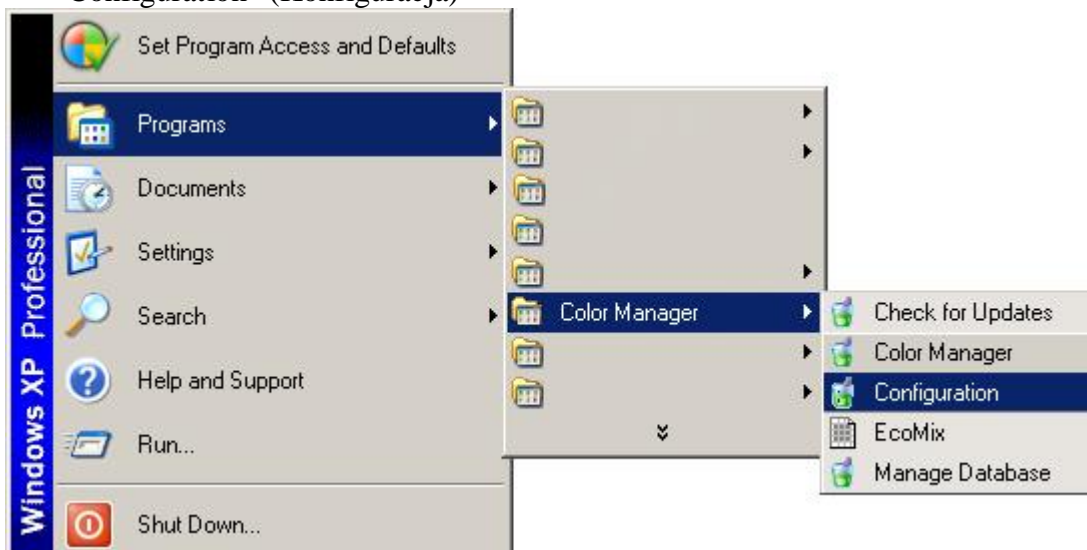 Configuration" (Konfiguracja)
Set Program Access and Defaults
Programs
Documents
Settings
Search
Help and Support
Run...
Shut Down...
Windows XP Professional
Color Manager
Check for Updates
Color Manager
Configuration
EcoMix
Manage Database